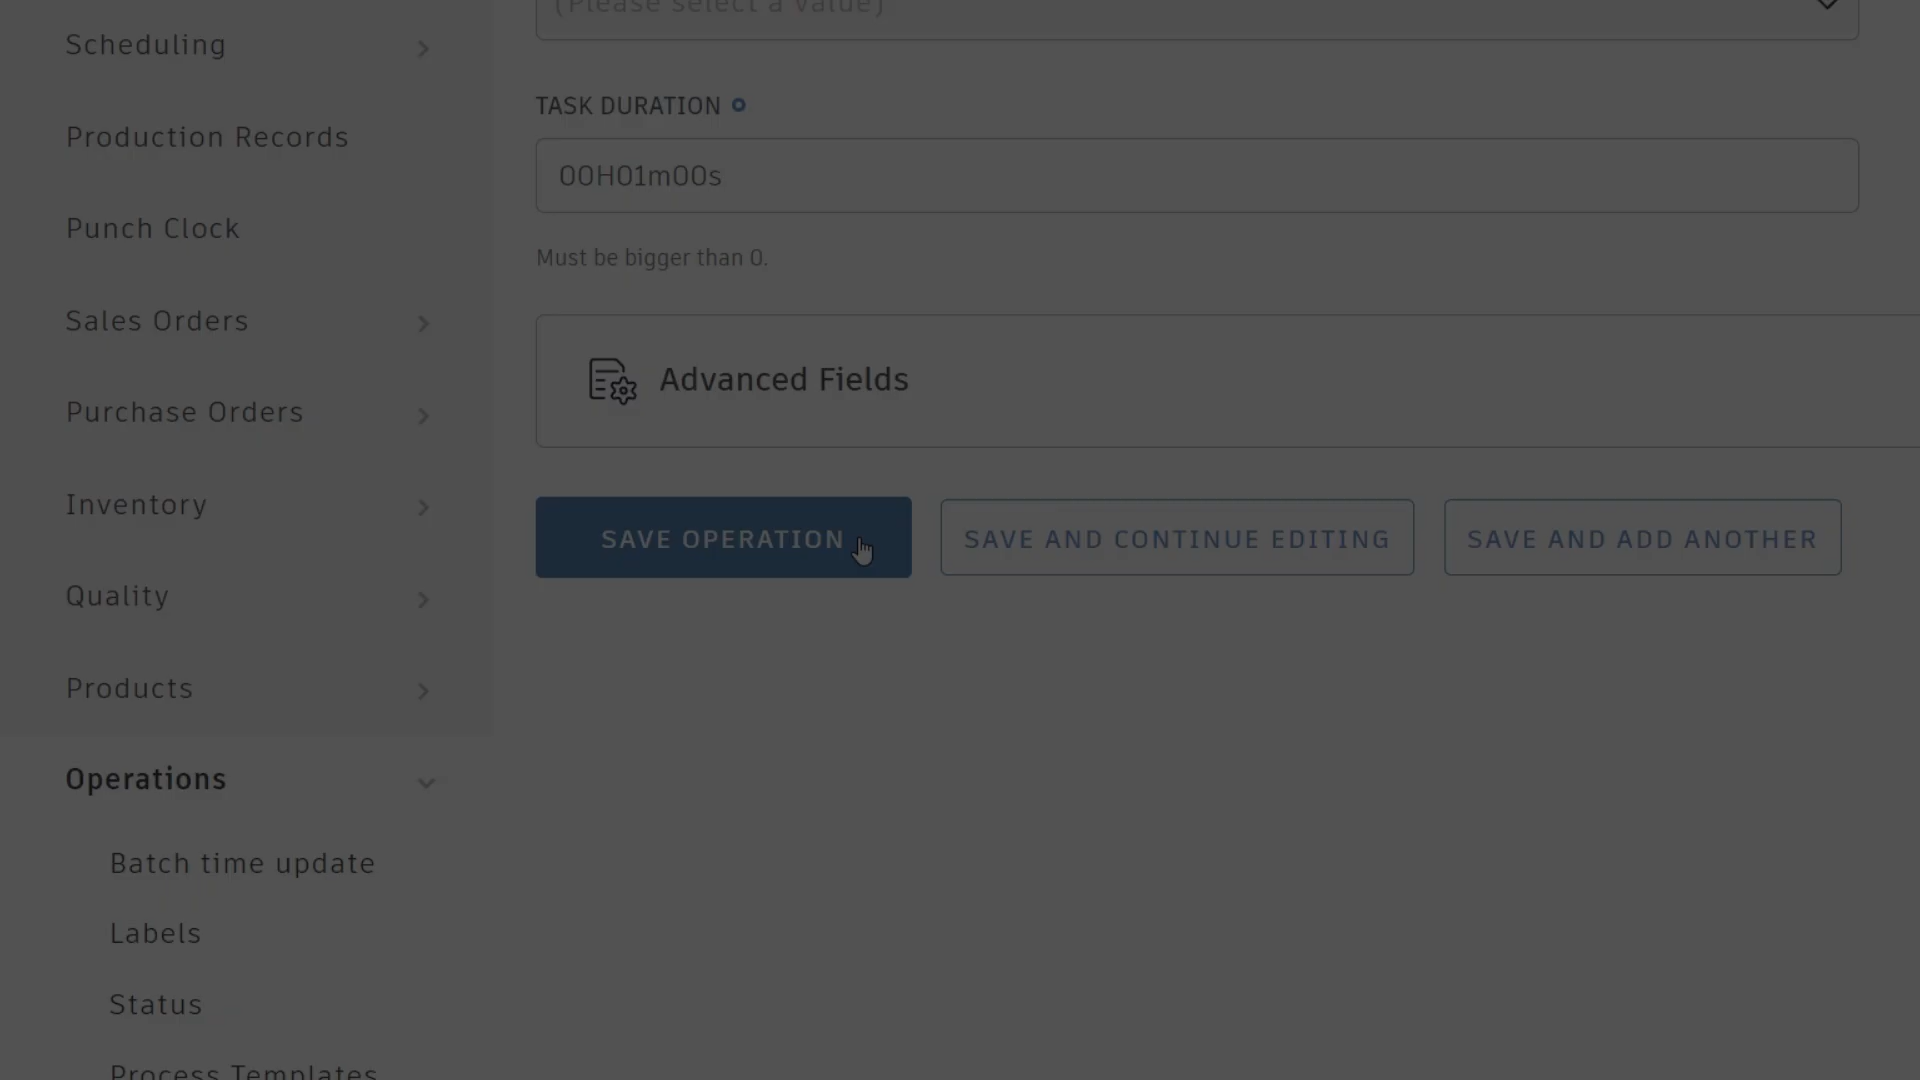 Scheduling
Production Records
Punch Clock
Sales Orders
Purchase Orders
Inventory
Quality
Products
Operations
Batch time update
Labels
Status
Process Templates
(Please select a value)
TASK DURATION
00H01m00s
Must be bigger than 0.
Advanced Fields
SAVE OPERATION
SAVE AND CONTINUE EDITING
SAVE AND ADD ANOTHER